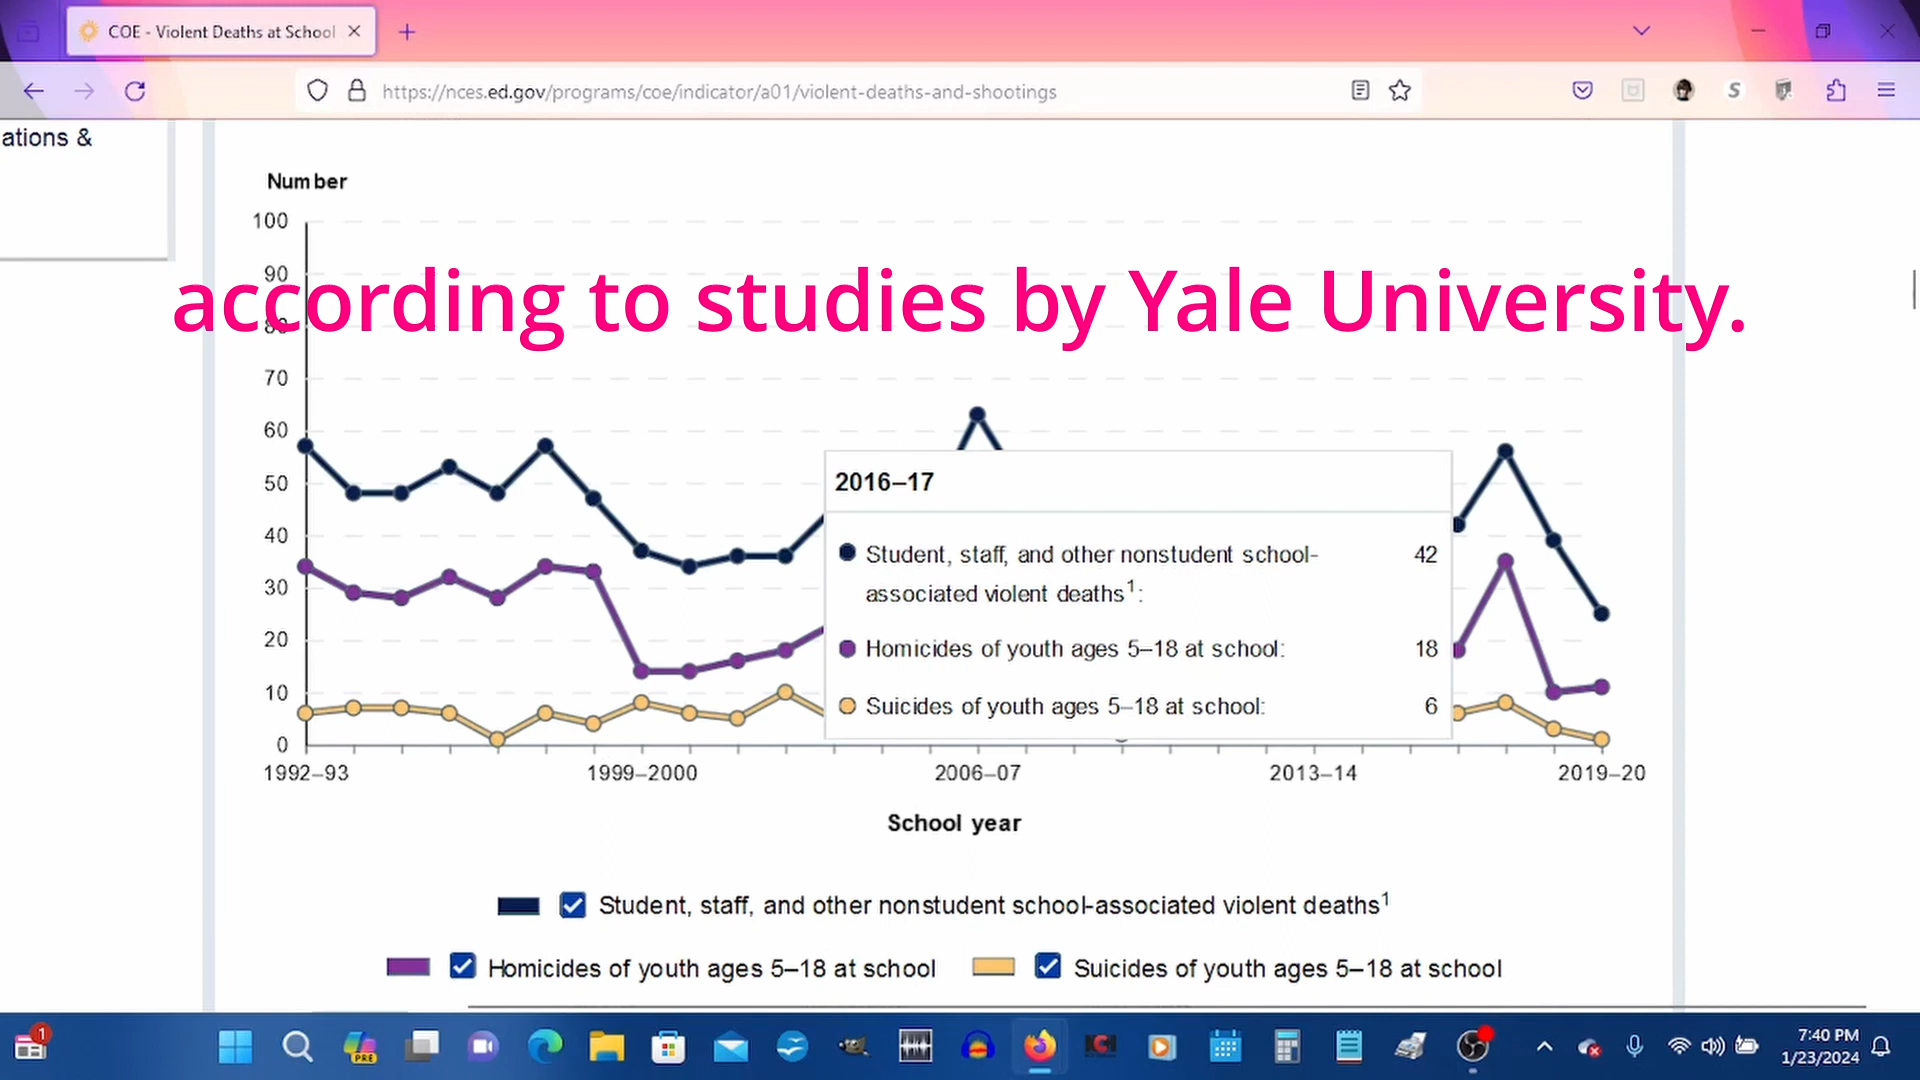 COE - Violent Deaths at School
https://nces.ed.gov/programs/coe/indicator/a01/violent-deaths-and-shootings
ations &
Number
100
90
according to studies by Yale University.
80
70
60
50
40
30
20
10
0
2016–17
Student, staff, and other nonstudent school-
associated violent deaths1: 42
Homicides of youth ages 5–18 at school: 18
Suicides of youth ages 5–18 at school: 6
1992–93 1999–2000 2006–07 2013–14 2019–20
School year
Student, staff, and other nonstudent school-associated violent deaths1
Homicides of youth ages 5–18 at school Suicides of youth ages 5–18 at school
1
PRE
7:40 PM
1/23/2024